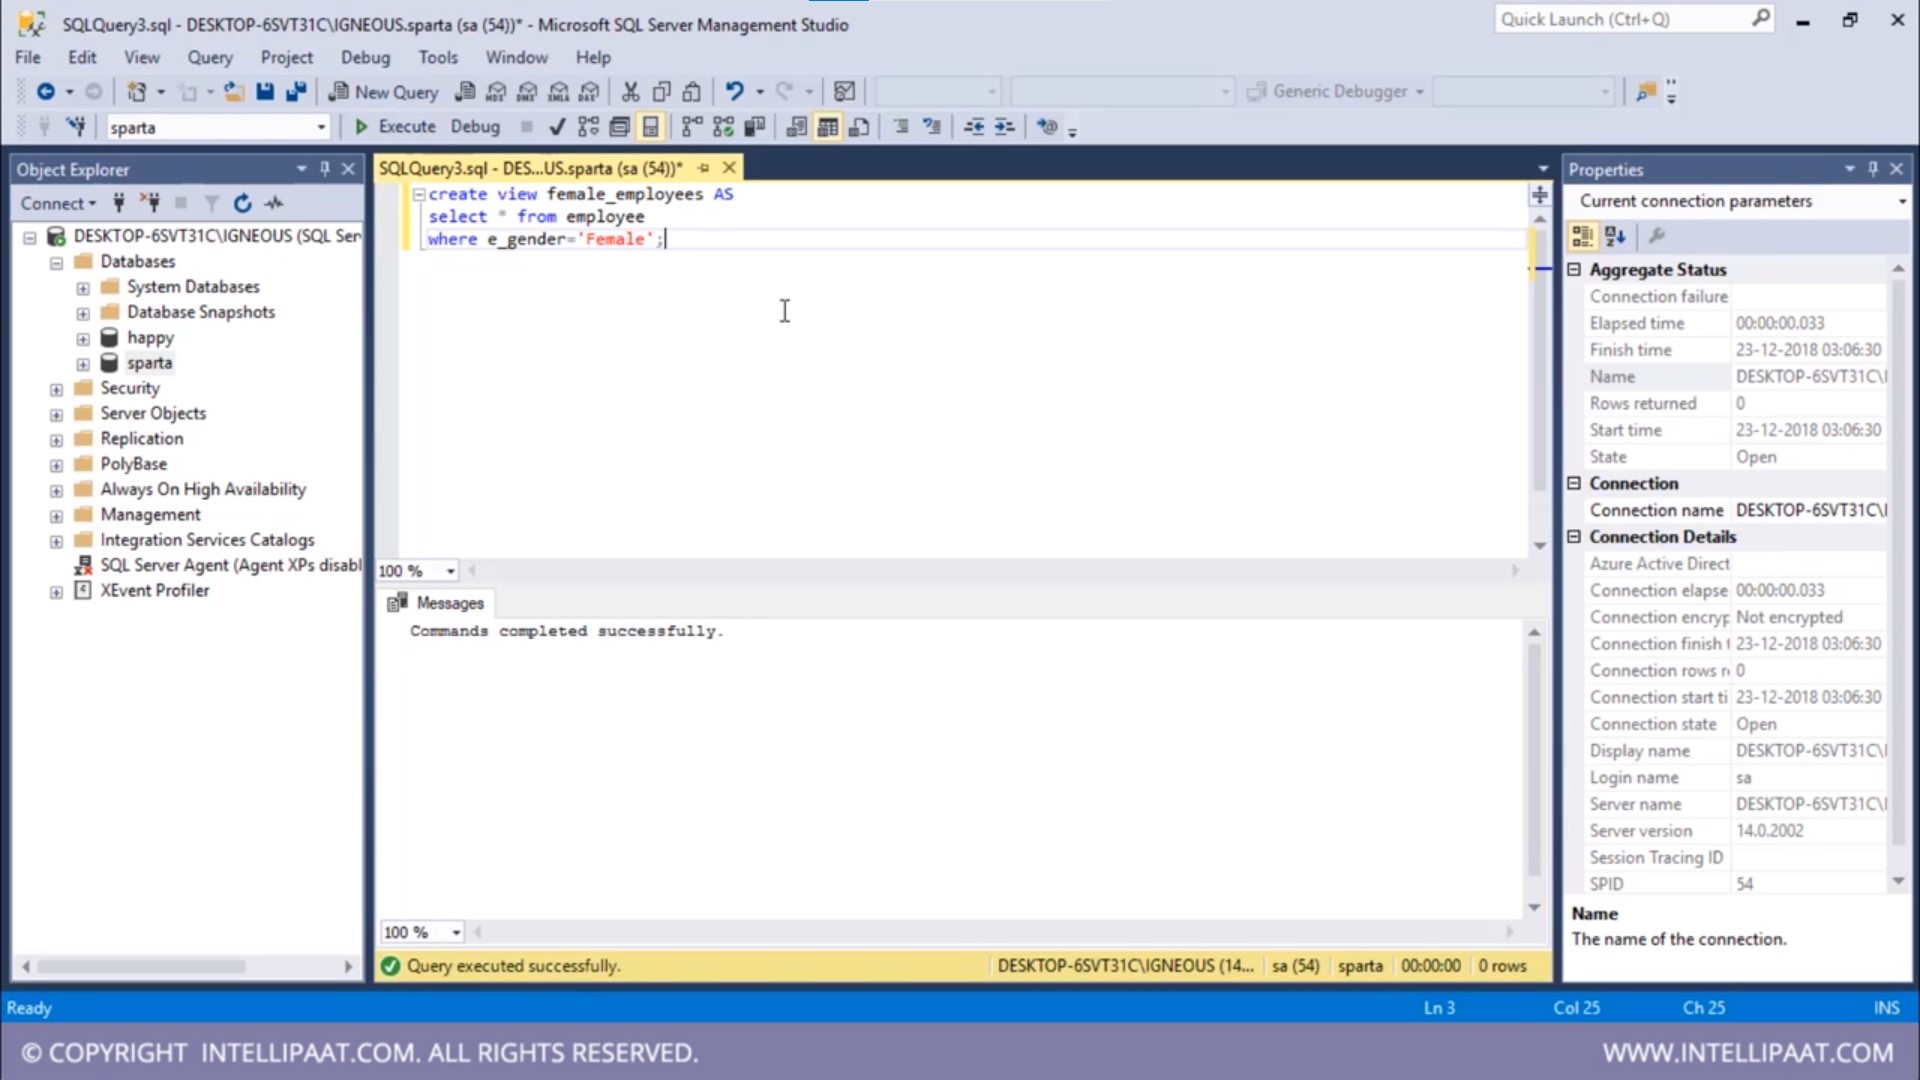 SQLQuery3.sql - DESKTOP-6SVT31C\IGNEOUS.sparta (sa (54))* - Microsoft SQL Server Management Studio
Quick Launch (Ctrl+Q)
File Edit View Query Project Debug Tools Window Help
New Query MDX DMX XMLA DAX Generic Debugger
sparta Execute Debug
Object Explorer
Connect
DESKTOP-6SVT31C\IGNEOUS (SQL Ser
Databases
System Databases
Database Snapshots
happy
sparta
Security
Server Objects
Replication
PolyBase
Always On High Availability
Management
Integration Services Catalogs
SQL Server Agent (Agent XPs disabl
XEvent Profiler
SQLQuery3.sql - DES...US.sparta (sa (54))*
create view female_employees AS
select * from employee
where e_gender='Female';
100 %
Messages
Commands completed successfully.
100 %
Query executed successfully. DESKTOP-6SVT31C\IGNEOUS (14... sa (54) sparta 00:00:00 0 rows
Properties
Current connection parameters
Aggregate Status
Connection failure
Elapsed time 00:00:00.033
Finish time 23-12-2018 03:06:30
Name DESKTOP-6SVT31C\I
Rows returned 0
Start time 23-12-2018 03:06:30
State Open
Connection
Connection name DESKTOP-6SVT31C\I
Connection Details
Azure Active Direct
Connection elapse 00:00:00.033
Connection encryp Not encrypted
Connection finish t 23-12-2018 03:06:30
Connection rows r 0
Connection start ti 23-12-2018 03:06:30
Connection state Open
Display name DESKTOP-6SVT31C\I
Login name sa
Server name DESKTOP-6SVT31C\I
Server version 14.0.2002
Session Tracing ID
SPID 54
Name
The name of the connection.
Ready Ln 3 Col 25 Ch 25 INS
© COPYRIGHT INTELLIPAAT.COM. ALL RIGHTS RESERVED. WWW.INTELLIPAAT.COM